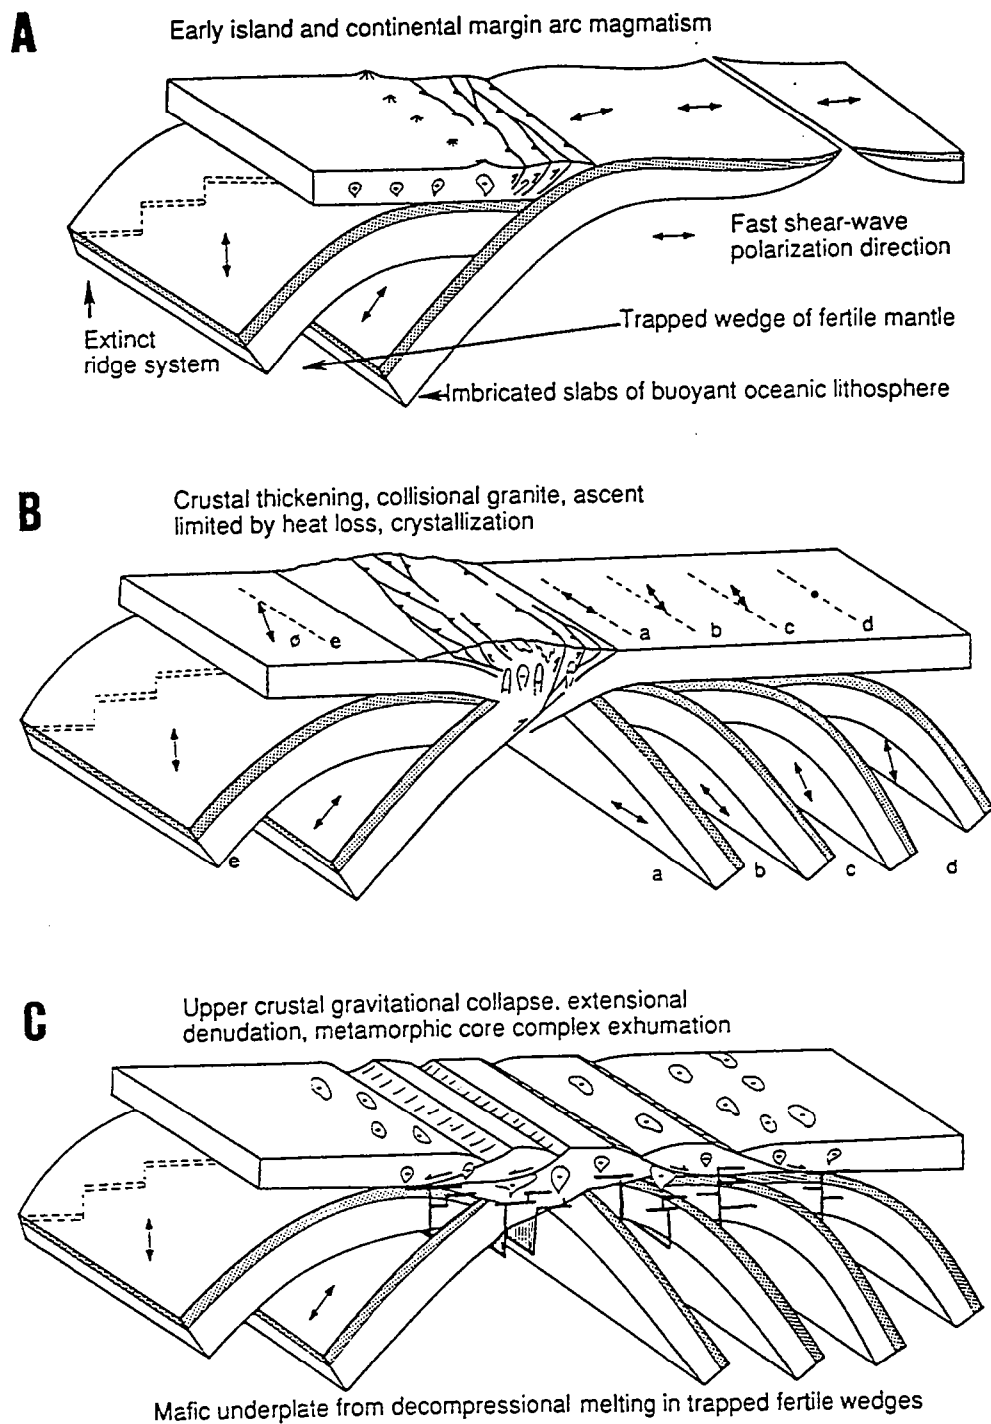 A
Early island and continental margin arc magmatism
Fast shear-wave
polarization direction
Extinct
ridge system
Trapped wedge of fertile mantle
Imbricated slabs of buoyant oceanic lithosphere
B
Crustal thickening, collisional granite, ascent
limited by heat loss, crystallization
ø e a b c d
e a b c d
C
Upper crustal gravitational collapse. extensional
denudation, metamorphic core complex exhumation
Mafic underplate from decompressional melting in trapped fertile wedges